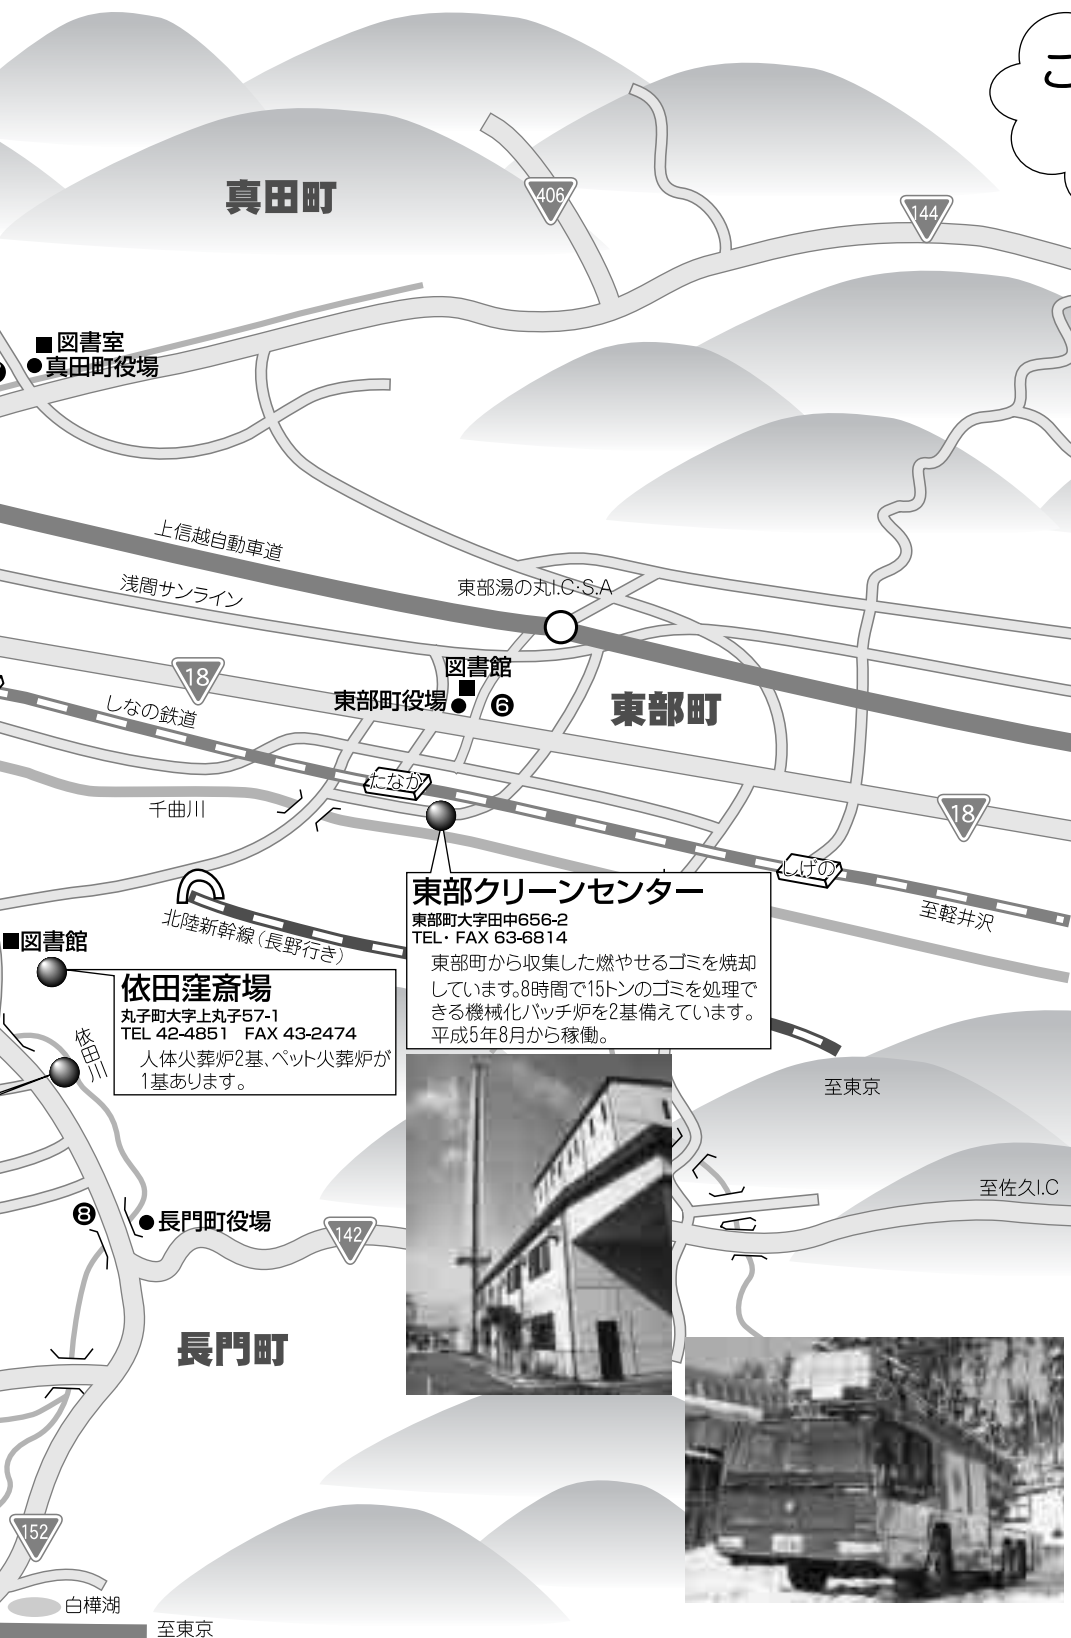 こ
真田町
406
144
図書室
真田町役場
上信越自動車道
浅間サンライン
東部湯の丸I.C·S.A
図書館
東部町役場
6
東部町
18
しなの鉄道
たなか
千曲川
18
しげの
至軽井沢
北陸新幹線（長野行き）
東部クリーンセンター
東部町大字田中656-2
TEL・FAX 63-6814
東部町から収集した燃やせるゴミを焼却
しています。8時間で15トンのゴミを処理で
きる機械化バッチ炉を2基備えています。
平成5年8月から稼働。
図書館
依田窪斎場
丸子町大字上丸子57-1
TEL 42-4851 FAX 43-2474
人体火葬炉2基、ペット火葬炉が
1基あります。
依田川
至東京
至佐久I.C
8
長門町役場
142
長門町
152
白樺湖
至東京